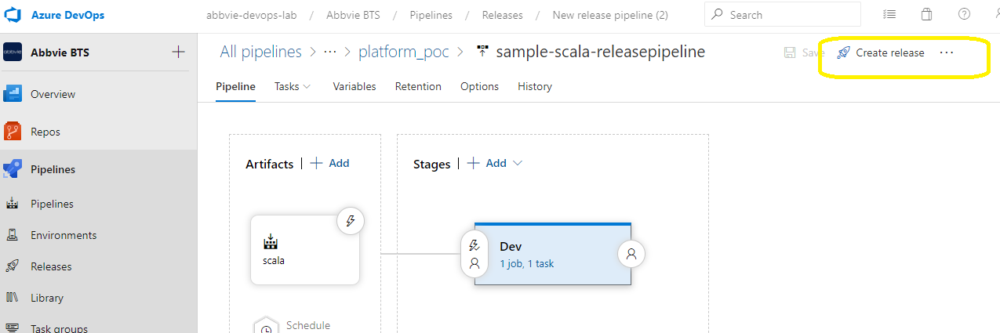 Azure DevOps
abbvie-devops-lab / Abbvie BTS / Pipelines / Releases / New release pipeline (2)
Search
abbvie
Abbvie BTS
All pipelines > ··· > platform_poc > sample-scala-releasepipeline
Save
Create release
Overview
Repos
Pipelines
Pipelines
Environments
Releases
Library
Task groups
Pipeline Tasks Variables Retention Options History
Artifacts | + Add
Stages | + Add
scala
Dev
1 job, 1 task
Schedule